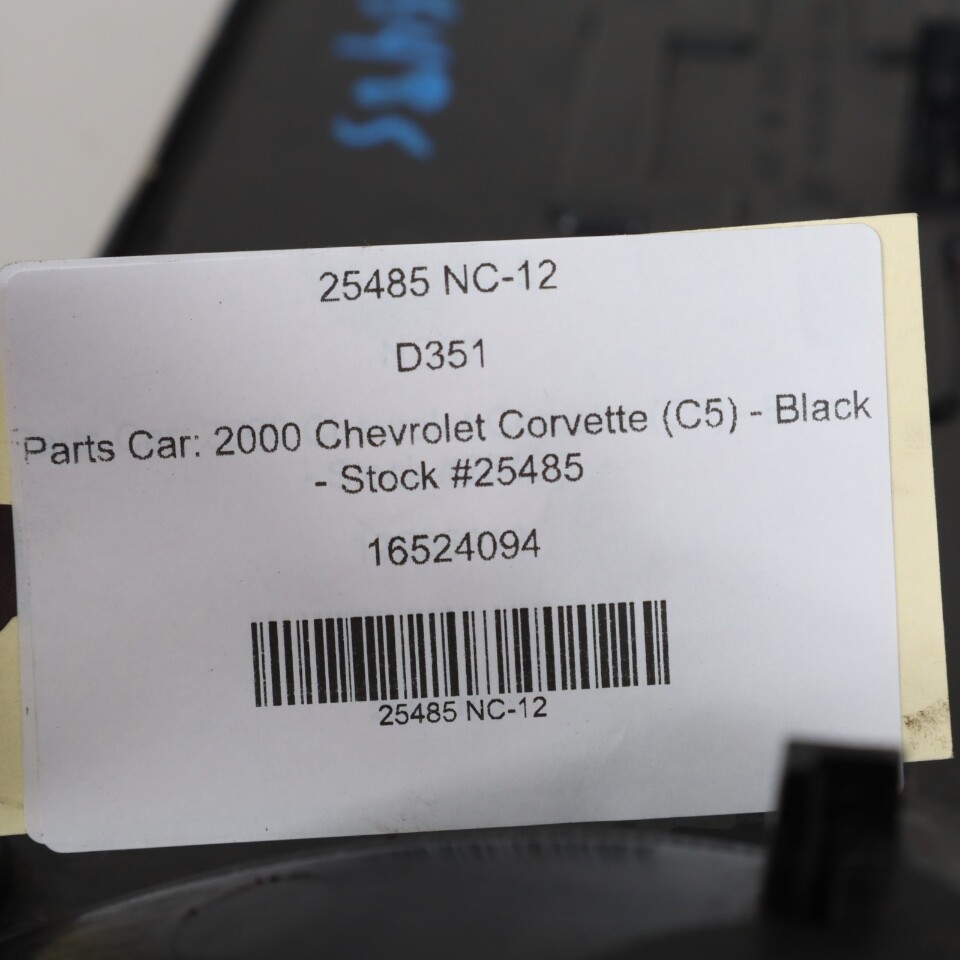 25485 NC-12
D351
Parts Car: 2000 Chevrolet Corvette (C5) - Black
- Stock #25485
16524094
25485 NC-12